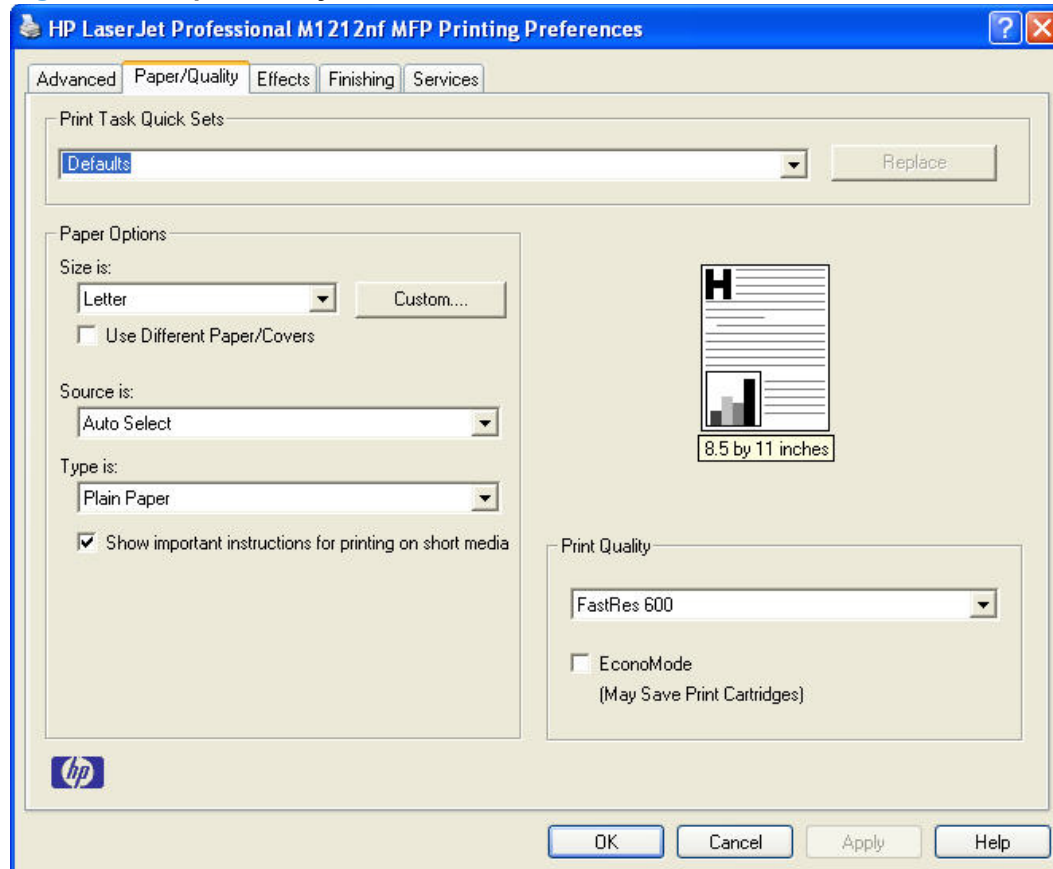 HP LaserJet Professional M1212nf MFP Printing Preferences
Advanced Paper/Quality Effects Finishing Services
Print Task Quick Sets
Defaults Replace
Paper Options
Size is:
Letter Custom....
Use Different Paper/Covers
Source is:
Auto Select
Type is:
Plain Paper
Show important instructions for printing on short media
H
8.5 by 11 inches
Print Quality
FastRes 600
EconoMode
(May Save Print Cartridges)
hp
OK Cancel Apply Help